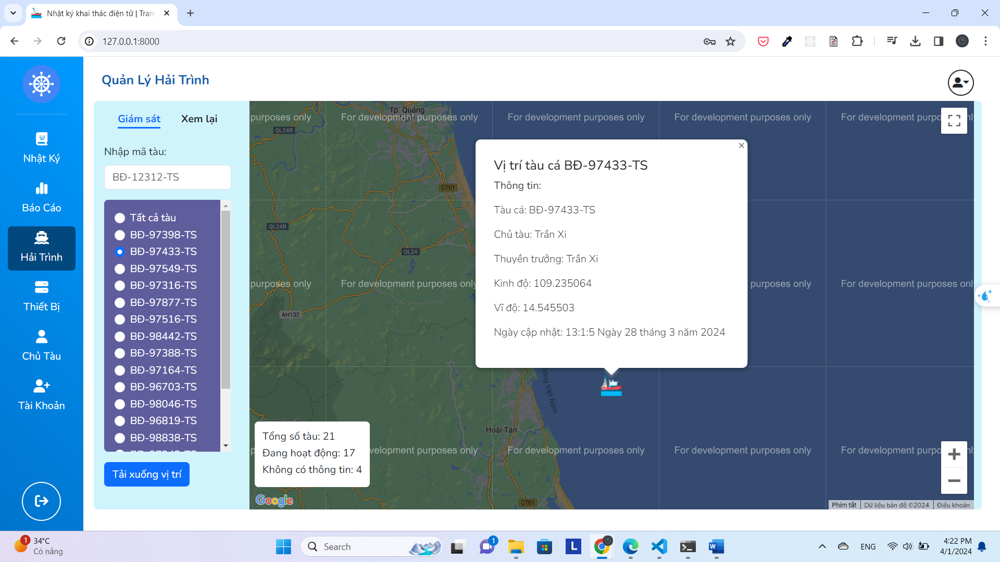 Nhật ký khai thác điện tử | Tran
127.0.0.1:8000
Quản Lý Hải Trình
Nhật Ký
Báo Cáo
Hải Trình
Thiết Bị
Chủ Tàu
Tài Khoản
Giám sát
Xem lại
Nhập mã tàu:
BĐ-12312-TS
Tất cả tàu
BĐ-97398-TS
BĐ-97433-TS
BĐ-97549-TS
BĐ-97316-TS
BĐ-97877-TS
BĐ-97516-TS
BĐ-98442-TS
BĐ-97388-TS
BĐ-97164-TS
BĐ-96703-TS
BĐ-98046-TS
BĐ-96819-TS
BĐ-98838-TS
Tải xuống vị trí
purposes only
For development purposes only
For development purposes only
For development purposes only
For development purpo
Tp. Quảng
Ngãi
QL24B
CT01
QL24B
QL24
AH132
Vị trí tàu cá BĐ-97433-TS
Thông tin:
Tàu cá: BĐ-97433-TS
Chủ tàu: Trần Xi
Thuyền trưởng: Trần Xi
Kinh độ: 109.235064
Vĩ độ: 14.545503
Ngày cập nhật: 13:1:5 Ngày 28 tháng 3 năm 2024
purposes only
For development purposes only
purposes only
For development purposes onl
Hoài Tân
Tổng số tàu: 21
Đang hoạt động: 17
Không có thông tin: 4
velopment purposes only
For development purposes only
For development purposes only
For development purpo
CT01
Google
Phím tắt
Dữ liệu bản đồ ©2024
Điều khoản
1
34°C
Có nắng
Search
1
L
W
ENG
4:22 PM
4/1/2024